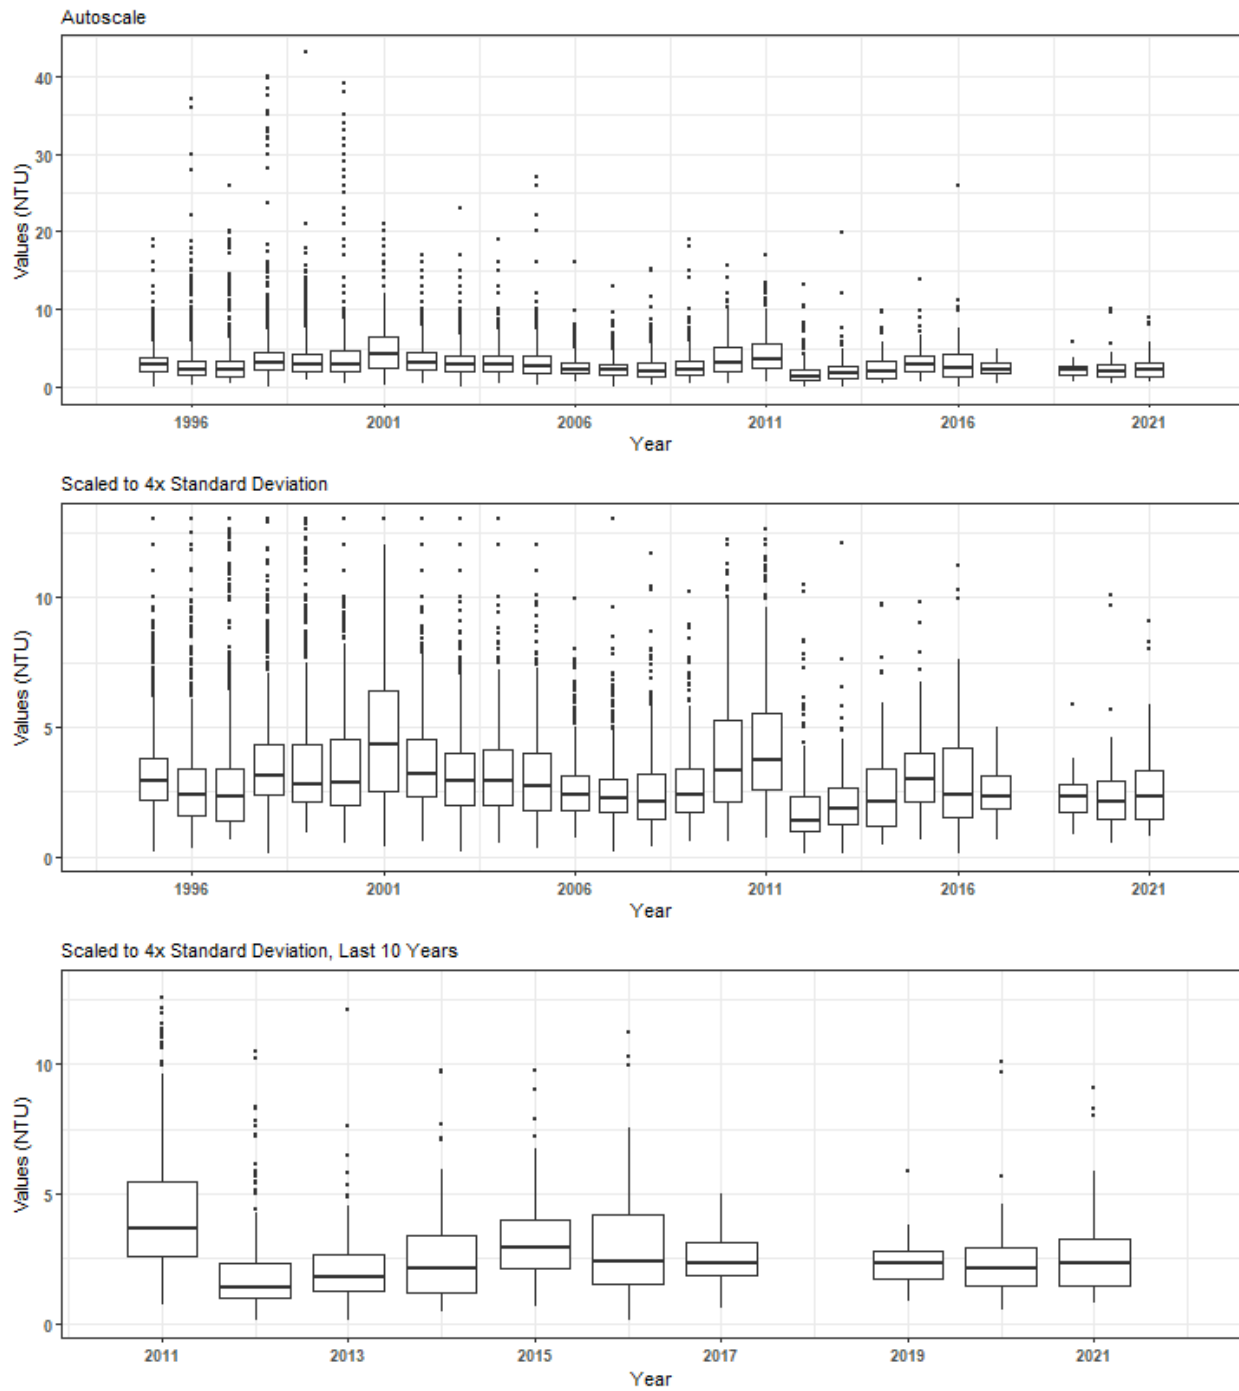 Autoscale
Values (NTU)
40
30
20
10
0
1996 2001 2006 2011 2016 2021
Year
Scaled to 4x Standard Deviation
Values (NTU)
10
5
0
1996 2001 2006 2011 2016 2021
Year
Scaled to 4x Standard Deviation, Last 10 Years
Values (NTU)
10
5
0
2011 2013 2015 2017 2019 2021
Year